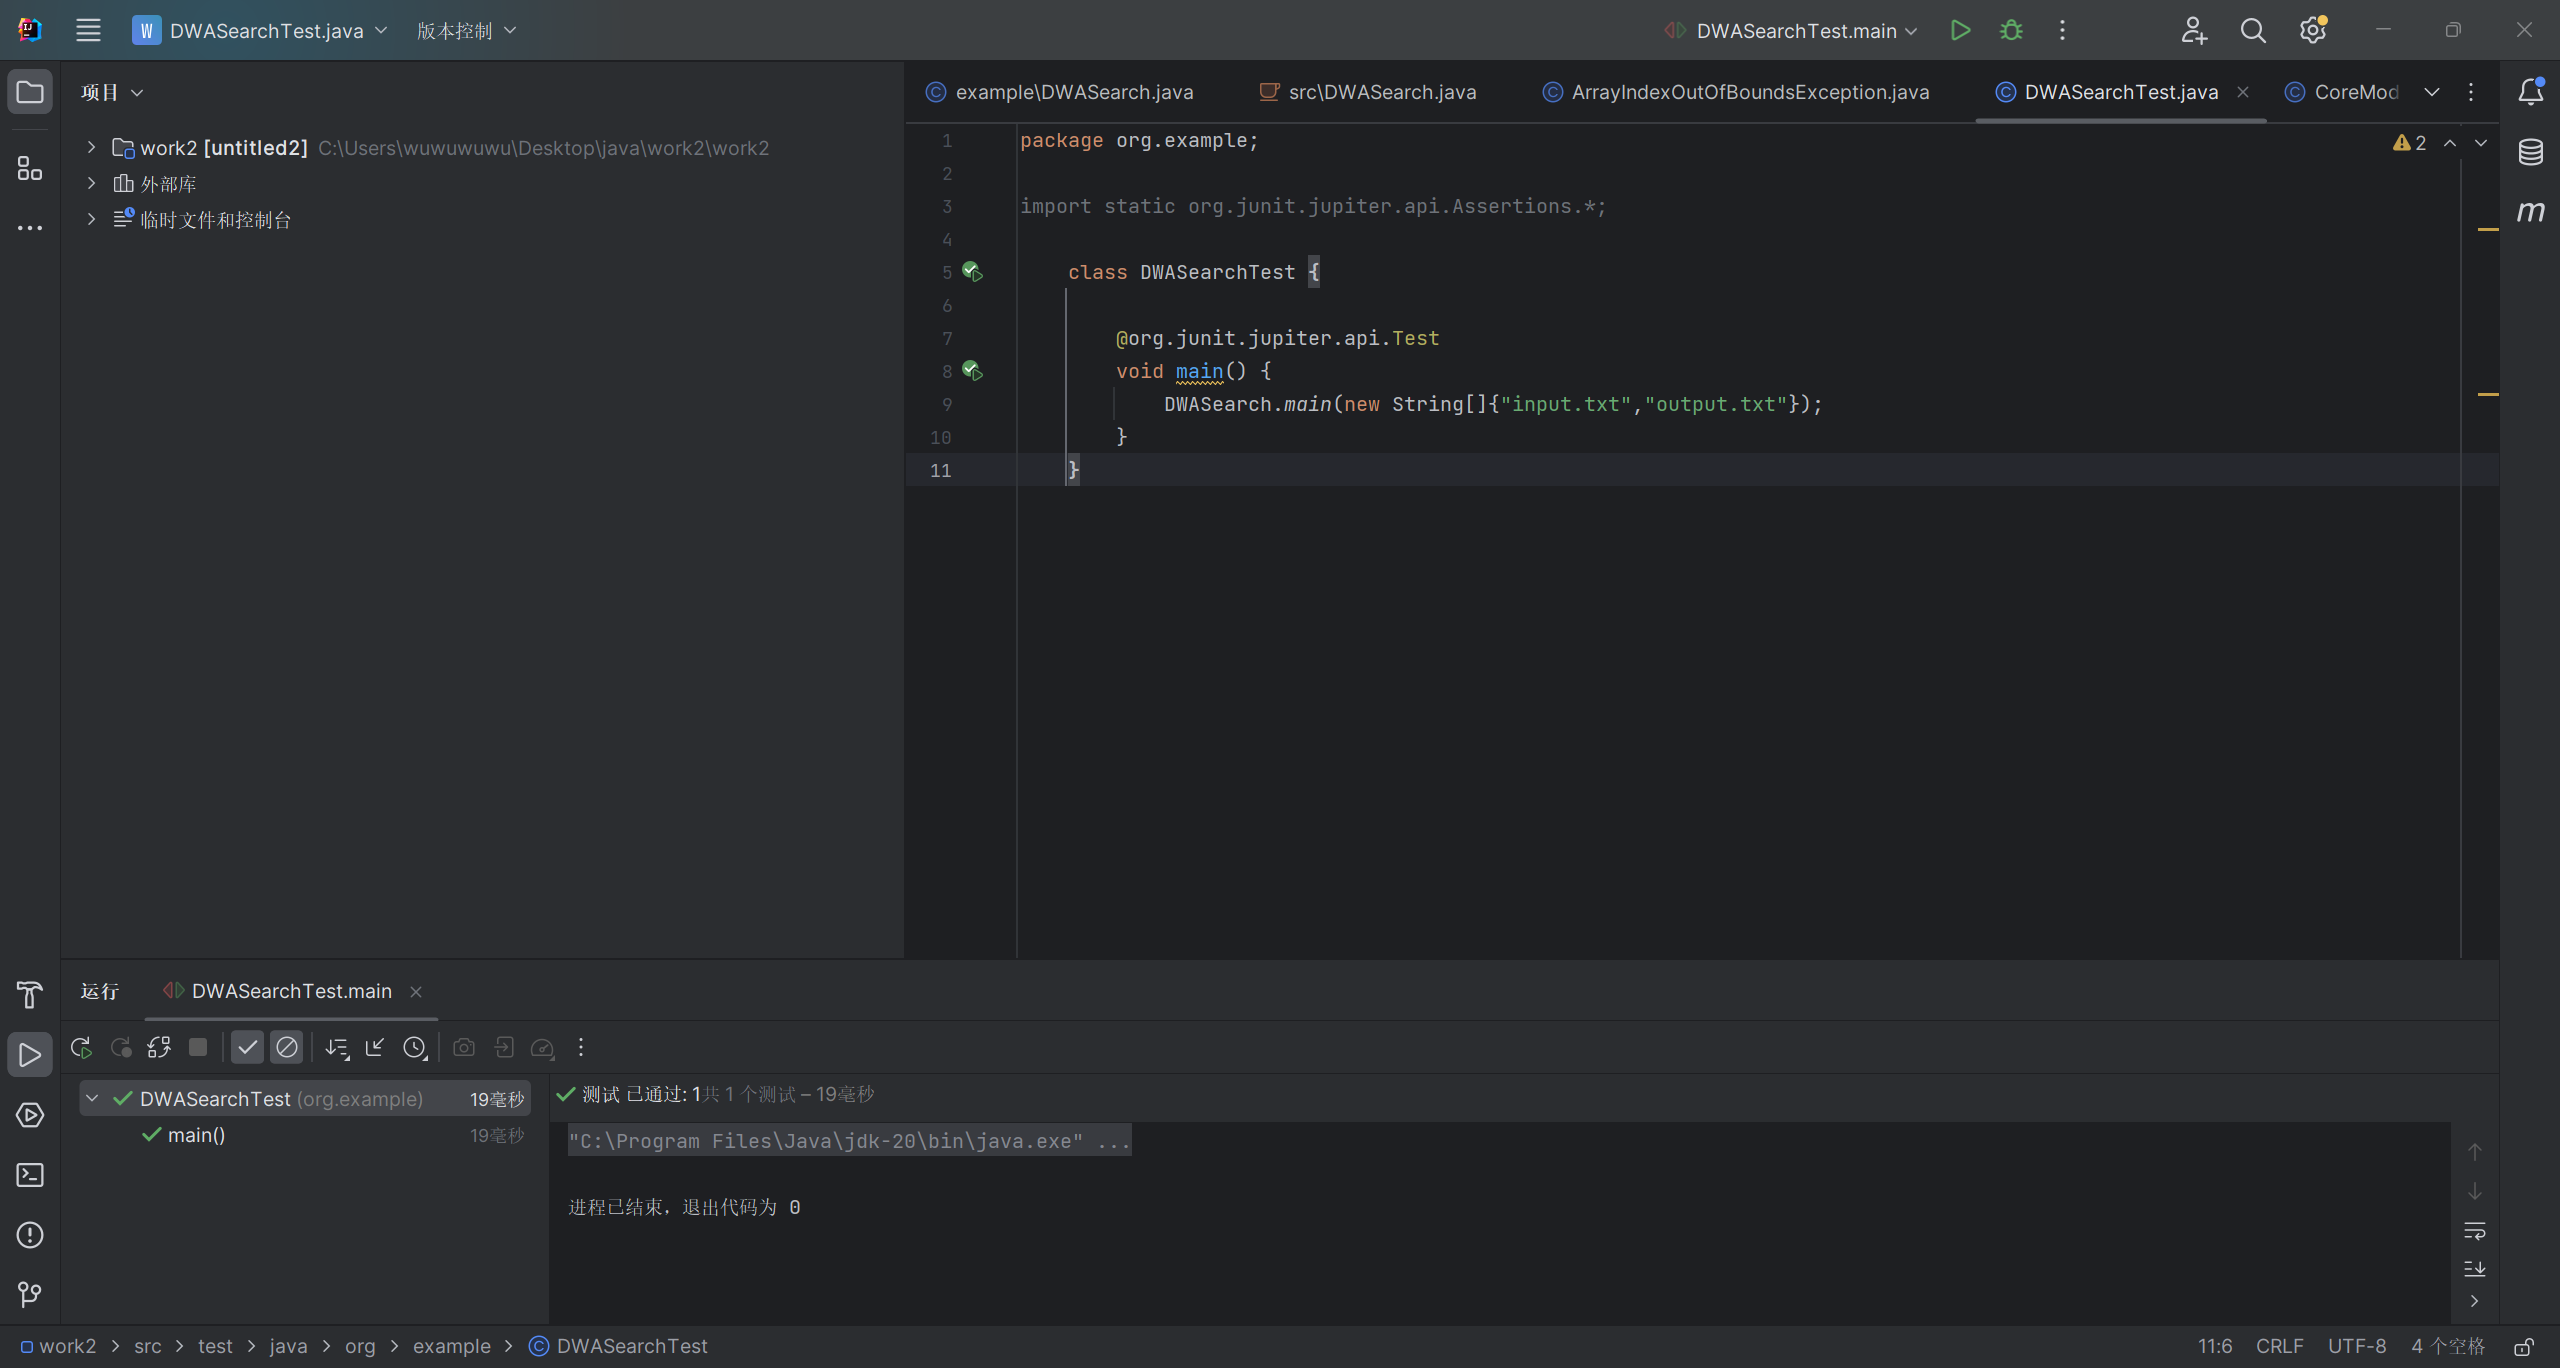 W DWASearchTest.java 版本控制 DWASearchTest.main
项目
example\DWASearch.java src\DWASearch.java ArrayIndexOutOfBoundsException.java DWASearchTest.java CoreMod
work2 [untitled2] C:\Users\wuwuwuwu\Desktop\java\work2\work2
外部库
临时文件和控制台
2
1 package org.example;
2
3 import static org.junit.jupiter.api.Assertions.*;
4
5 class DWASearchTest {
6
7 @org.junit.jupiter.api.Test
8 void main() {
9 DWASearch.main(new String[]{"input.txt","output.txt"});
10 }
11 }
m
运行 DWASearchTest.main
DWASearchTest (org.example) 19毫秒
main() 19毫秒
测试 已通过: 1共 1 个测试 – 19毫秒
"C:\Program Files\Java\jdk-20\bin\java.exe" ...
进程已结束，退出代码为 0
work2 > src > test > java > org > example > DWASearchTest
11:6 CRLF UTF-8 4 个空格